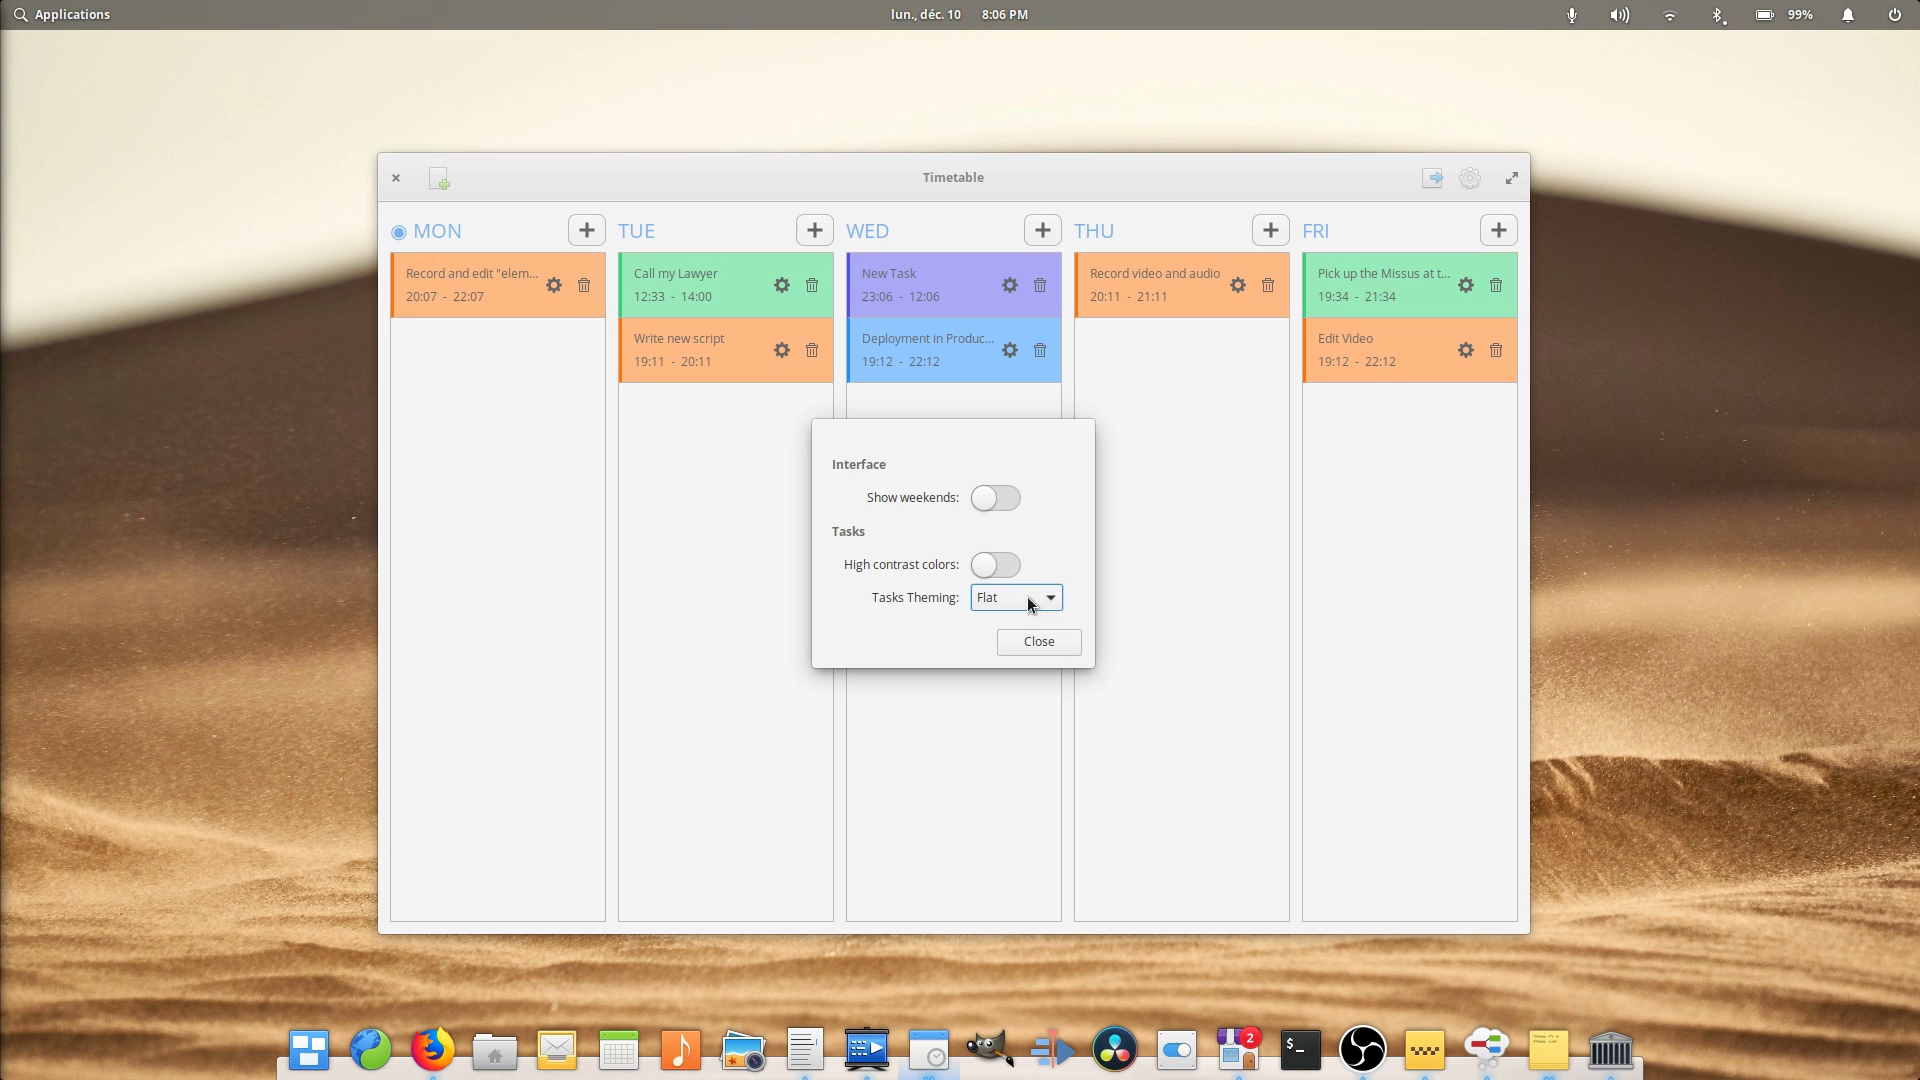 Applications
lun., déc. 10 8:06 PM
99%
Timetable
MON
TUE
WED
THU
FRI
Record and edit "elem...
20:07 - 22:07
Call my Lawyer
12:33 - 14:00
Write new script
19:11 - 20:11
New Task
23:06 - 12:06
Deployment in Produc...
19:12 - 22:12
Record video and audio
20:11 - 21:11
Pick up the Missus at t...
19:34 - 21:34
Edit Video
19:12 - 22:12
Interface
Show weekends:
Tasks
High contrast colors:
Tasks Theming: Flat
Close
2
$_